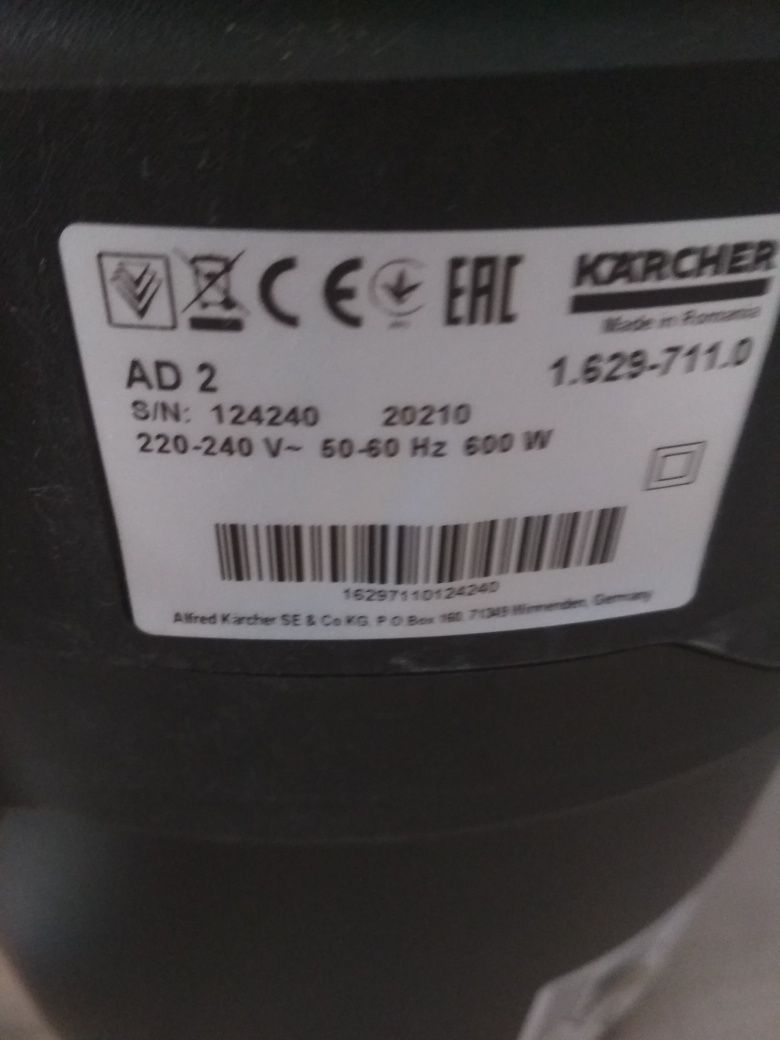 CE EAC KÄRCHER
Made in Romania
AD 2 1.629-711.0
S/N: 124240 20210
220-240 V~ 50-60 Hz 600 W
16297110124240
Alfred Kärcher SE & Co KG. P.O.Box 160. 71349 Winnenden, Germany